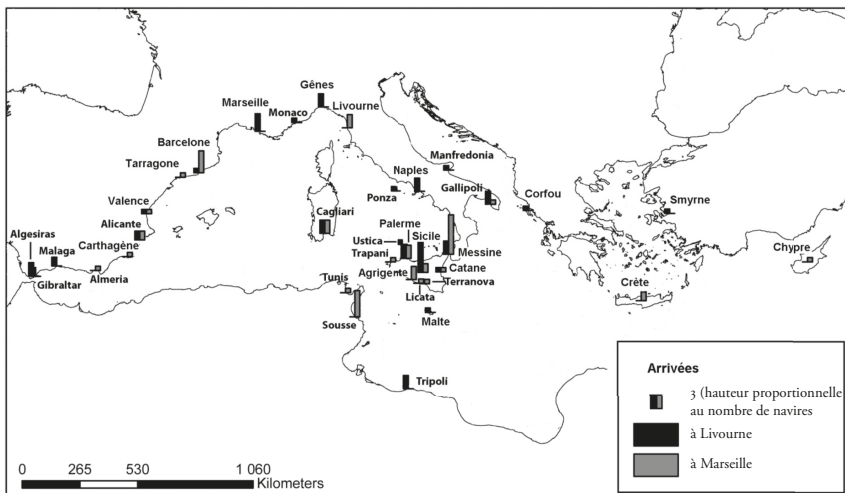 Gênes
Marseille
Monaco
Livourne
Barcelone
Tarragone
Manfredonia
Naples
Valence
Ponza
Gallipoli
Corfou
Smyrne
Cagliari
Alicante
Palerme
Algesiras
Sicile
Ustica
Carthagène
Messine
Malaga
Trapani
Chypre
Catane
Agrigente
Almeria
Tunis
Gibraltar
Terranova
Crète
Licata
Sousse
Malte
Tripoli
Arrivées
3 (hauteur proportionnelle
au nombre de navires
à Livourne
à Marseille
0 265 530 1 060
Kilometers